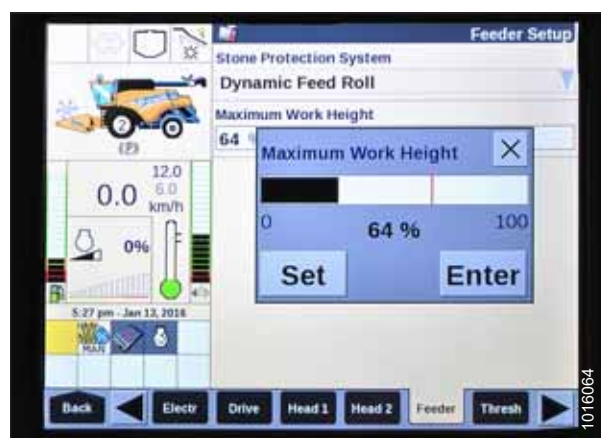 Feeder Setup
Stone Protection System
Dynamic Feed Roll
Maximum Work Height
64 %
Maximum Work Height
0
64 %
100
Set
Enter
2
(P)
12.0
6.0
0.0
km/h
0%
5:27 pm - Jan 13, 2016
MAN
Back
Electr
Drive
Head 1
Head 2
Feeder
Thresh
1016064